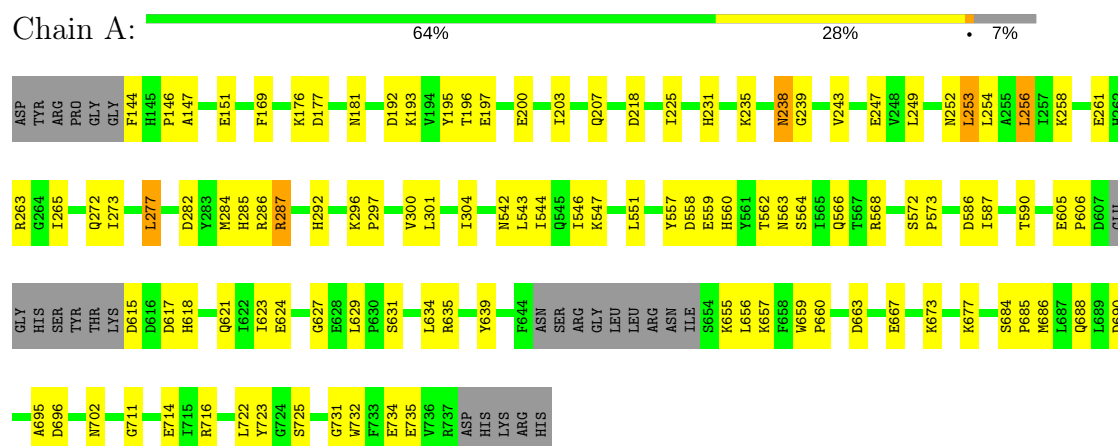 Chain A:
64% 28% • 7%
ASP TYR ARG PRO GLY GLY F144 H145 P146 A147 E151 F169 K176 D177 N181 D192 K193 V194 Y195 T196 E197 E200 I203 Q207 D218 I225 H231 K235 N238 G239 V243 E247 V248 L249 N252 L253 L254 A255 L256 I257 K258 E261 H262
R263 G264 I265 Q272 I273 L277 D282 Y283 M284 H285 R286 R287 H292 K296 P297 V300 L301 I304 N542 L543 I544 Q545 I546 K547 L551 Y557 D558 E559 H560 Y561 T562 N563 S564 I565 Q566 T567 R568 S572 P573 D586 I587 T590 E605 P606 D607 GLU
GLY HIS SER TYR THR LYS D615 D616 D617 H618 Q621 I622 I623 E624 G627 E628 L629 P630 S631 L634 R635 Y639 F644 ASN SER ARG GLY LEU LEU ARG ASN ILE S654 K655 L656 K657 F658 W659 P660 D663 E667 K673 K677 S684 P685 M686 L687 Q688 L689 D690
A695 D696 N702 G711 E714 I715 R716 L722 Y723 G724 S725 G731 W732 F733 E734 E735 V736 R737 ASP HIS LYS ARG HIS